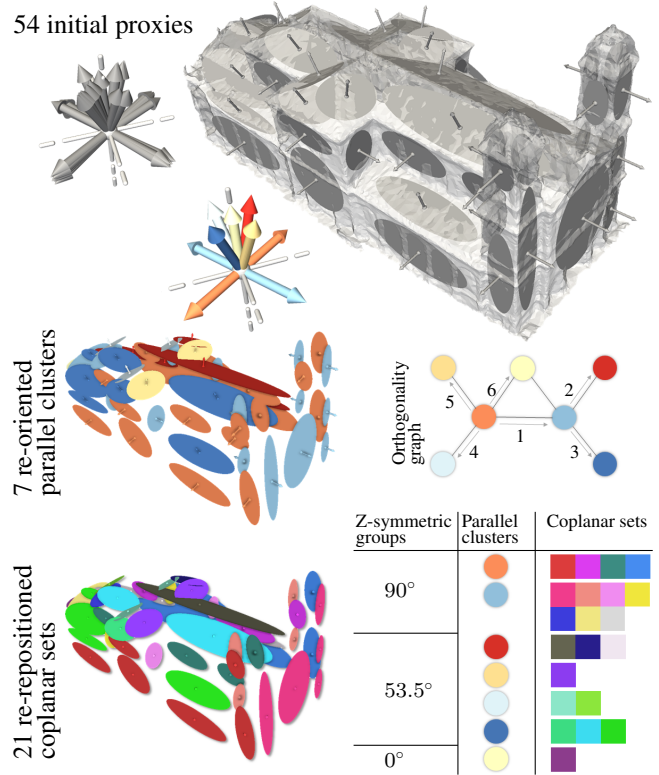 54 initial proxies
7 re-oriented
parallel clusters
Orthogonality
graph
5
6
2
1
4
3
Z-symmetric
groups
Parallel
clusters
Coplanar sets
90°
53.5°
0°
21 re-repositioned
coplanar sets